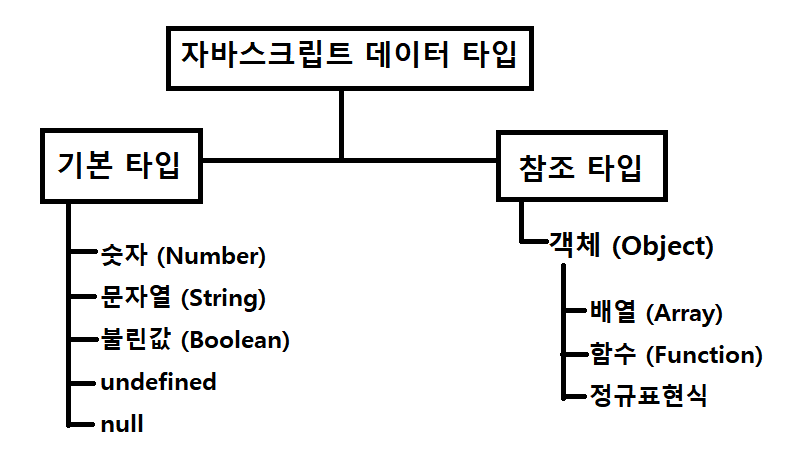 자바스크립트 데이터 타입
기본 타입
숫자 (Number)
문자열 (String)
불린값 (Boolean)
undefined
null
참조 타입
객체 (Object)
배열 (Array)
함수 (Function)
정규표현식